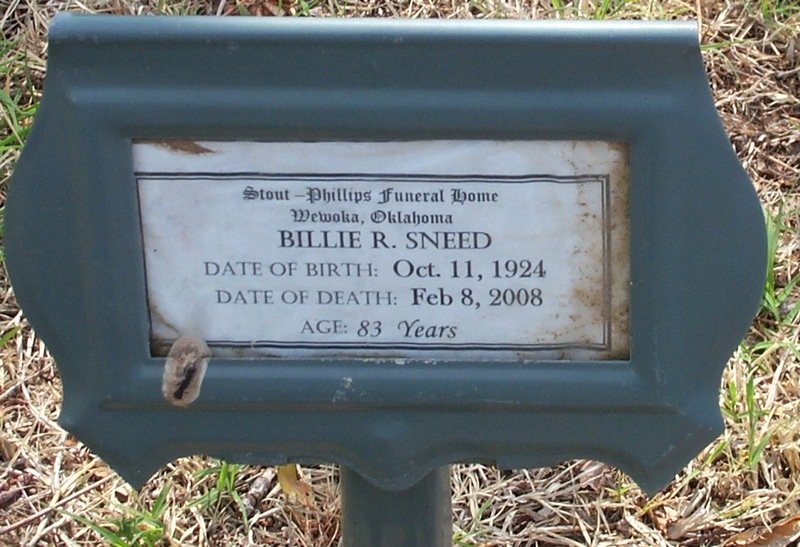 Stout-Phillips Funeral Home
Wewoka, Oklahoma
BILLIE R. SNEED
DATE OF BIRTH: Oct. 11, 1924
DATE OF DEATH: Feb 8, 2008
AGE: 83 Years